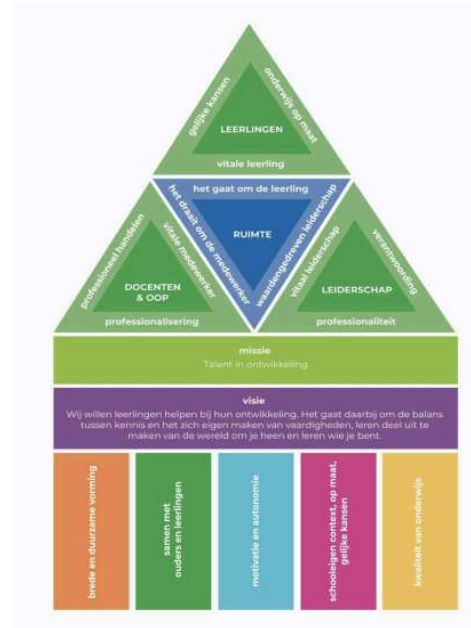 gelijke kansen
onderwijs op maat
LEERLINGEN
vitale leerling
het gaat om de leerling
het draait om de medewerker
waardengedreven leiderschap
RUIMTE
professioneel handelen
vitale medewerker
DOCENTEN
& OOP
professionalisering
vitaal leiderschap
verantwoording
LEIDERSCHAP
professionaliteit
missie
Talent in ontwikkeling
visie
Wij willen leerlingen helpen bij hun ontwikkeling. Het gaat daarbij om de balans
tussen kennis en het zich eigen maken van vaardigheden, leren deel uit te
maken van de wereld om je heen en leren wie je bent.
brede en duurzame vorming
samen met
ouders en leerlingen
motivatie en autonomie
schooleigen context, op maat,
gelijke kansen
kwaliteit van onderwijs